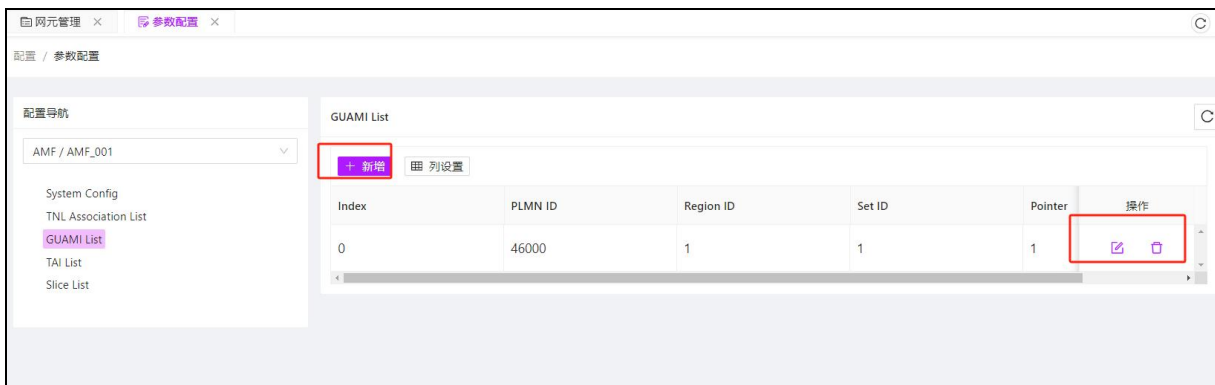 网元管理 参数配置
配置 / 参数配置
配置导航
AMF / AMF_001
System Config
TNL Association List
GUAMI List
TAI List
Slice List
GUAMI List
新增 列设置
Index PLMN ID Region ID Set ID Pointer 操作
0 46000 1 1 1